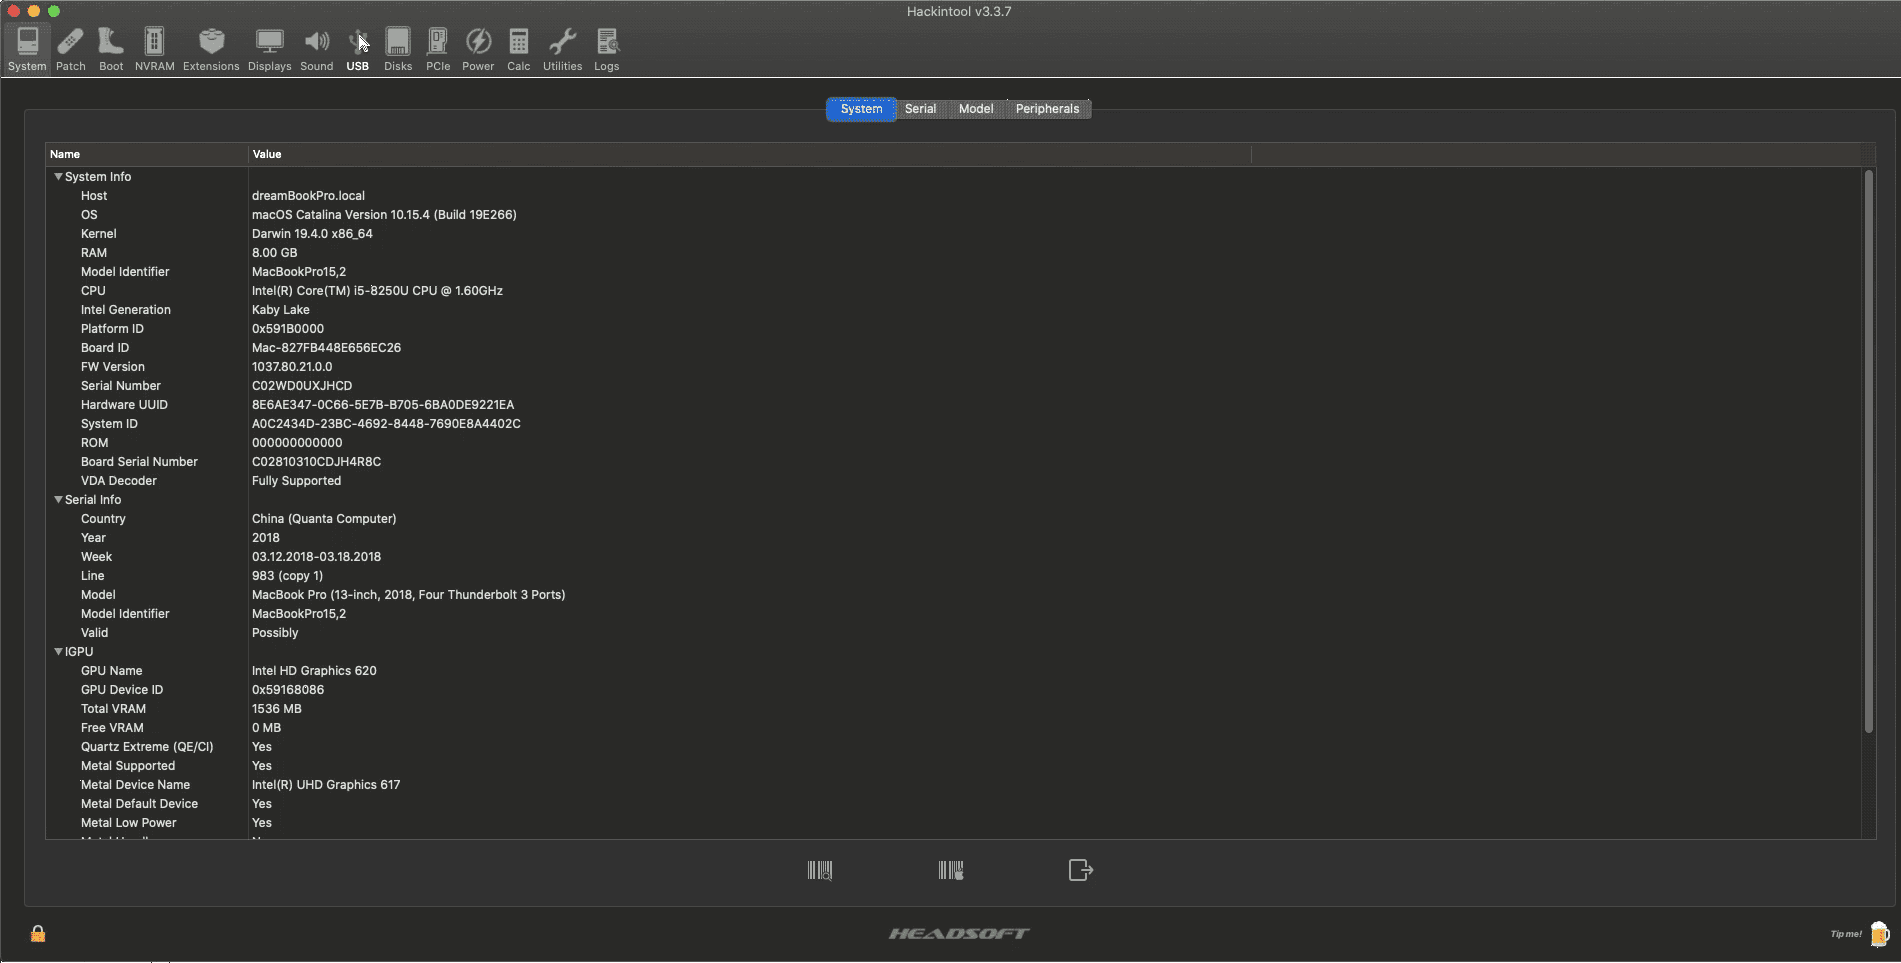 Hackintool v3.3.7
System Patch Boot NVRAM Extensions Displays Sound USB Disks PCIe Power Calc Utilities Logs
System Serial Model Peripherals
Name Value
System Info
Host dreamBookPro.local
OS macOS Catalina Version 10.15.4 (Build 19E266)
Kernel Darwin 19.4.0 x86_64
RAM 8.00 GB
Model Identifier MacBookPro15,2
CPU Intel(R) Core(TM) i5-8250U CPU @ 1.60GHz
Intel Generation Kaby Lake
Platform ID 0x591B0000
Board ID Mac-827FB448E656EC26
FW Version 1037.80.21.0.0
Serial Number C02WD0UXJHCD
Hardware UUID 8E6AE347-0C66-5E7B-B705-6BA0DE9221EA
System ID A0C2434D-23BC-4692-8448-7690E8A4402C
ROM 000000000000
Board Serial Number C02810310CDJH4R8C
VDA Decoder Fully Supported
Serial Info
Country China (Quanta Computer)
Year 2018
Week 03.12.2018-03.18.2018
Line 983 (copy 1)
Model MacBook Pro (13-inch, 2018, Four Thunderbolt 3 Ports)
Model Identifier MacBookPro15,2
Valid Possibly
IGPU
GPU Name Intel HD Graphics 620
GPU Device ID 0x59168086
Total VRAM 1536 MB
Free VRAM 0 MB
Quartz Extreme (QE/CI) Yes
Metal Supported Yes
Metal Device Name Intel(R) UHD Graphics 617
Metal Default Device Yes
Metal Low Power Yes
HEADSOFT
Tip me!